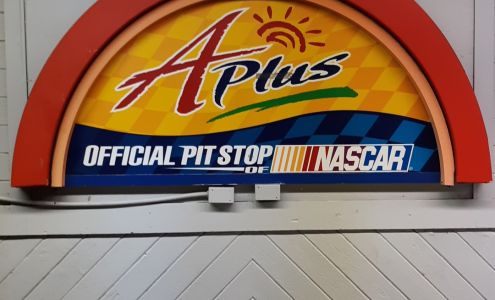 APlus
OFFICIAL PIT STOP
OF NASCAR